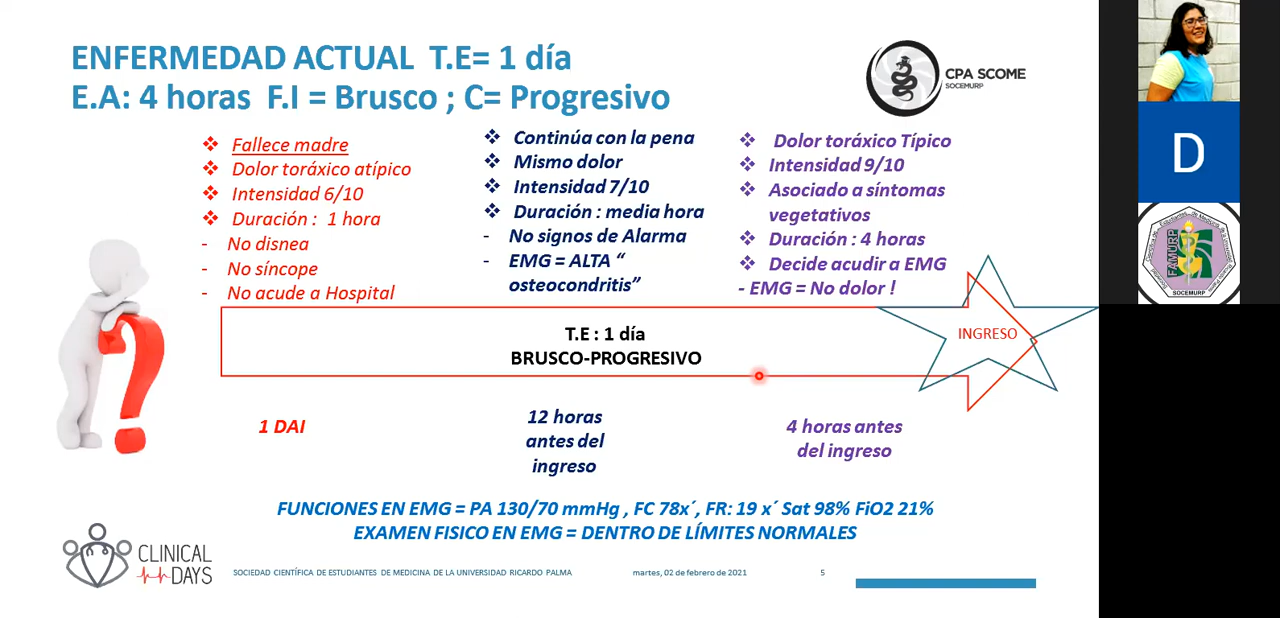 ENFERMEDAD ACTUAL T.E= 1 día
E.A: 4 horas F.I = Brusco ; C= Progresivo
CPA SCOME
SOCEMURP
Fallece madre
Dolor toráxico atípico
Intensidad 6/10
Duración : 1 hora
- No disnea
- No síncope
- No acude a Hospital
Continúa con la pena
Mismo dolor
Intensidad 7/10
Duración : media hora
- No signos de Alarma
- EMG = ALTA “
osteocondritis”
Dolor toráxico Típico
Intensidad 9/10
Asociado a síntomas
vegetativos
Duración : 4 horas
Decide acudir a EMG
- EMG = No dolor !
T.E : 1 día
BRUSCO-PROGRESIVO
INGRESO
1 DAI
12 horas
antes del
ingreso
4 horas antes
del ingreso
FUNCIONES EN EMG = PA 130/70 mmHg , FC 78x´, FR: 19 x´ Sat 98% FiO2 21%
EXAMEN FISICO EN EMG = DENTRO DE LÍMITES NORMALES
CLINICAL
DAYS
SOCIEDAD CIENTÍFICA DE ESTUDIANTES DE MEDICINA DE LA UNIVERSIDAD RICARDO PALMA
martes, 02 de febrero de 2021
5
D
FAMURP
SOCEMURP